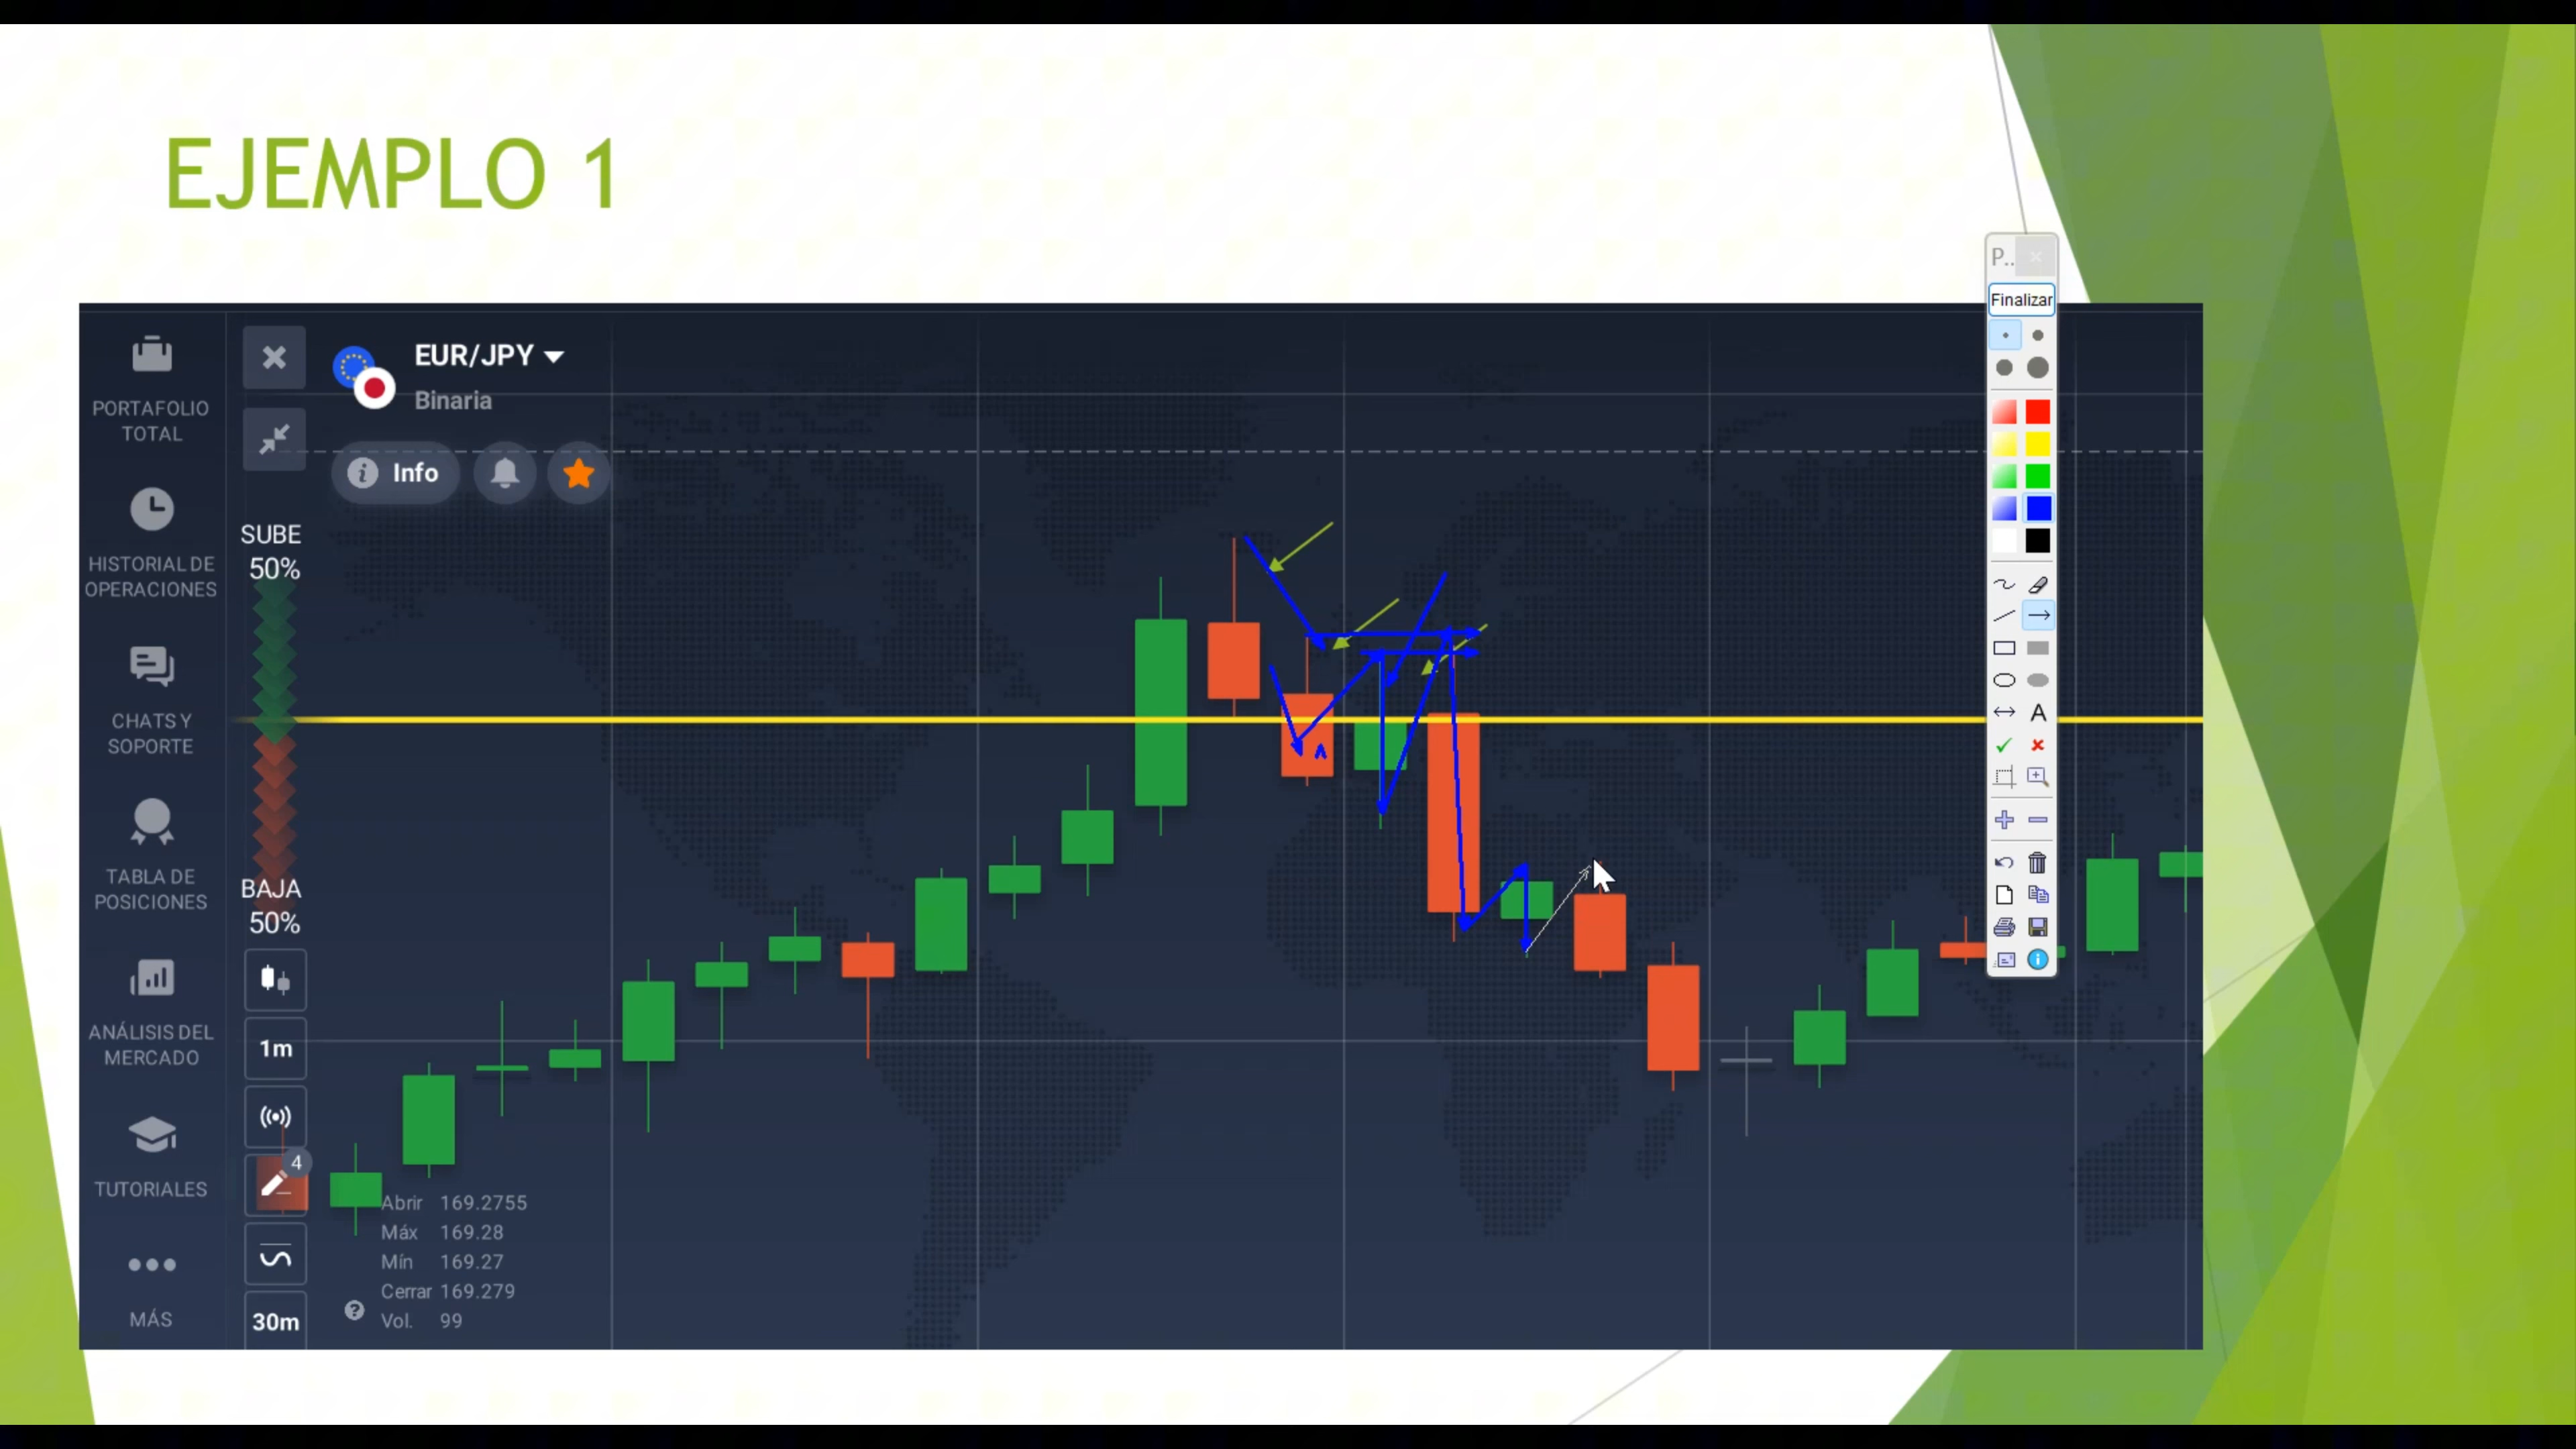 EJEMPLO 1
P..
Finalizar
A
PORTAFOLIO
TOTAL
HISTORIAL DE
OPERACIONES
CHATS Y
SOPORTE
TABLA DE
POSICIONES
ANÁLISIS DEL
MERCADO
TUTORIALES
MÁS
EUR/JPY
Binaria
Info
SUBE
50%
BAJA
50%
1m
4
30m
Abrir 169.2755
Máx 169.28
Mín 169.27
Cerrar 169.279
Vol. 99